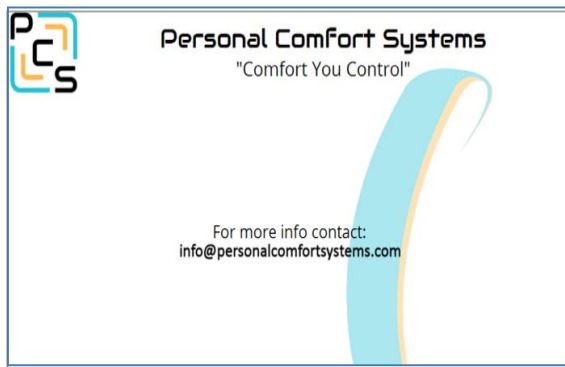 PCS
Personal Comfort Systems
"Comfort You Control"
For more info contact:
info@personalcomfortsystems.com